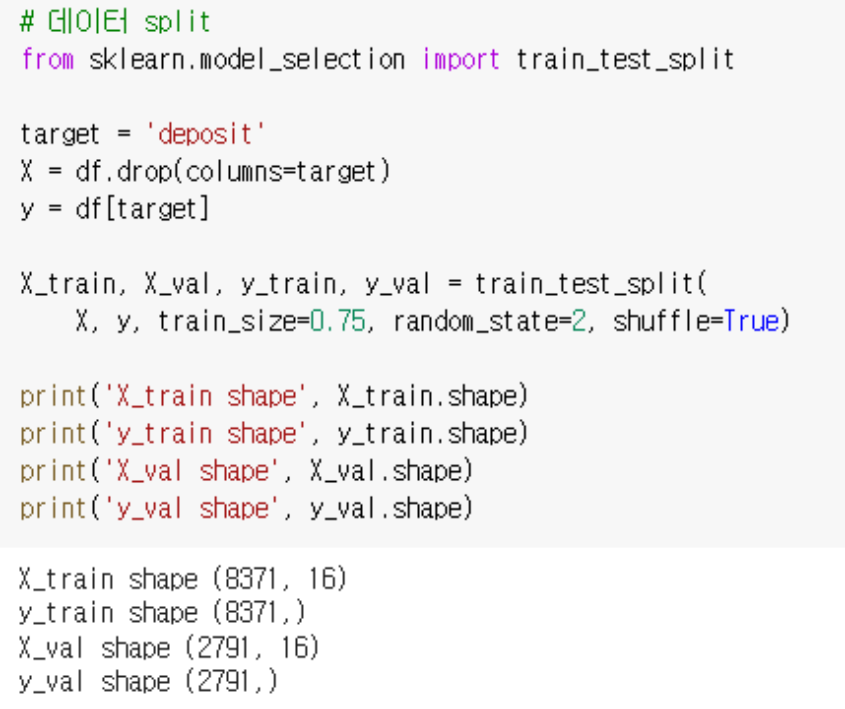 # 데이터 split
from sklearn.model_selection import train_test_split
target = 'deposit'
X = df.drop(columns=target)
y = df[target]
X_train, X_val, y_train, y_val = train_test_split(
    X, y, train_size=0.75, random_state=2, shuffle=True)
print('X_train shape', X_train.shape)
print('y_train shape', y_train.shape)
print('X_val shape', X_val.shape)
print('y_val shape', y_val.shape)
X_train shape (8371, 16)
y_train shape (8371,)
X_val shape (2791, 16)
y_val shape (2791,)